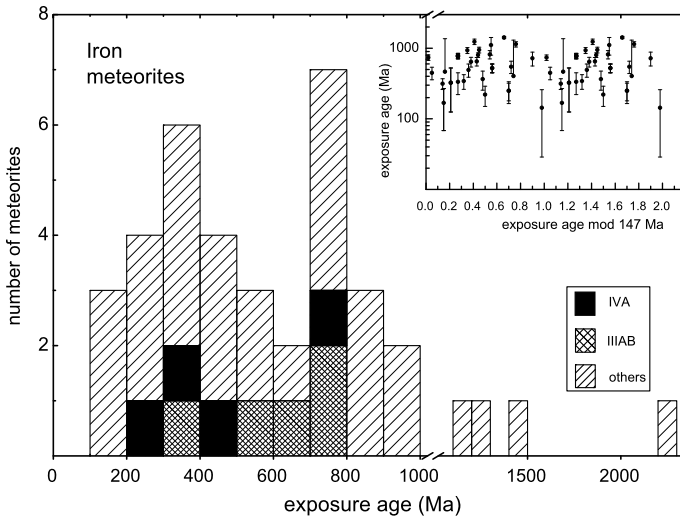 Iron
meteorites
number of meteorites
8
6
4
2
0 200 400 600 800 1000 1500 2000
exposure age (Ma)
exposure age (Ma)
1000
100
0.0 0.2 0.4 0.6 0.8 1.0 1.2 1.4 1.6 1.8 2.0
exposure age mod 147 Ma
IVA
IIIAB
others